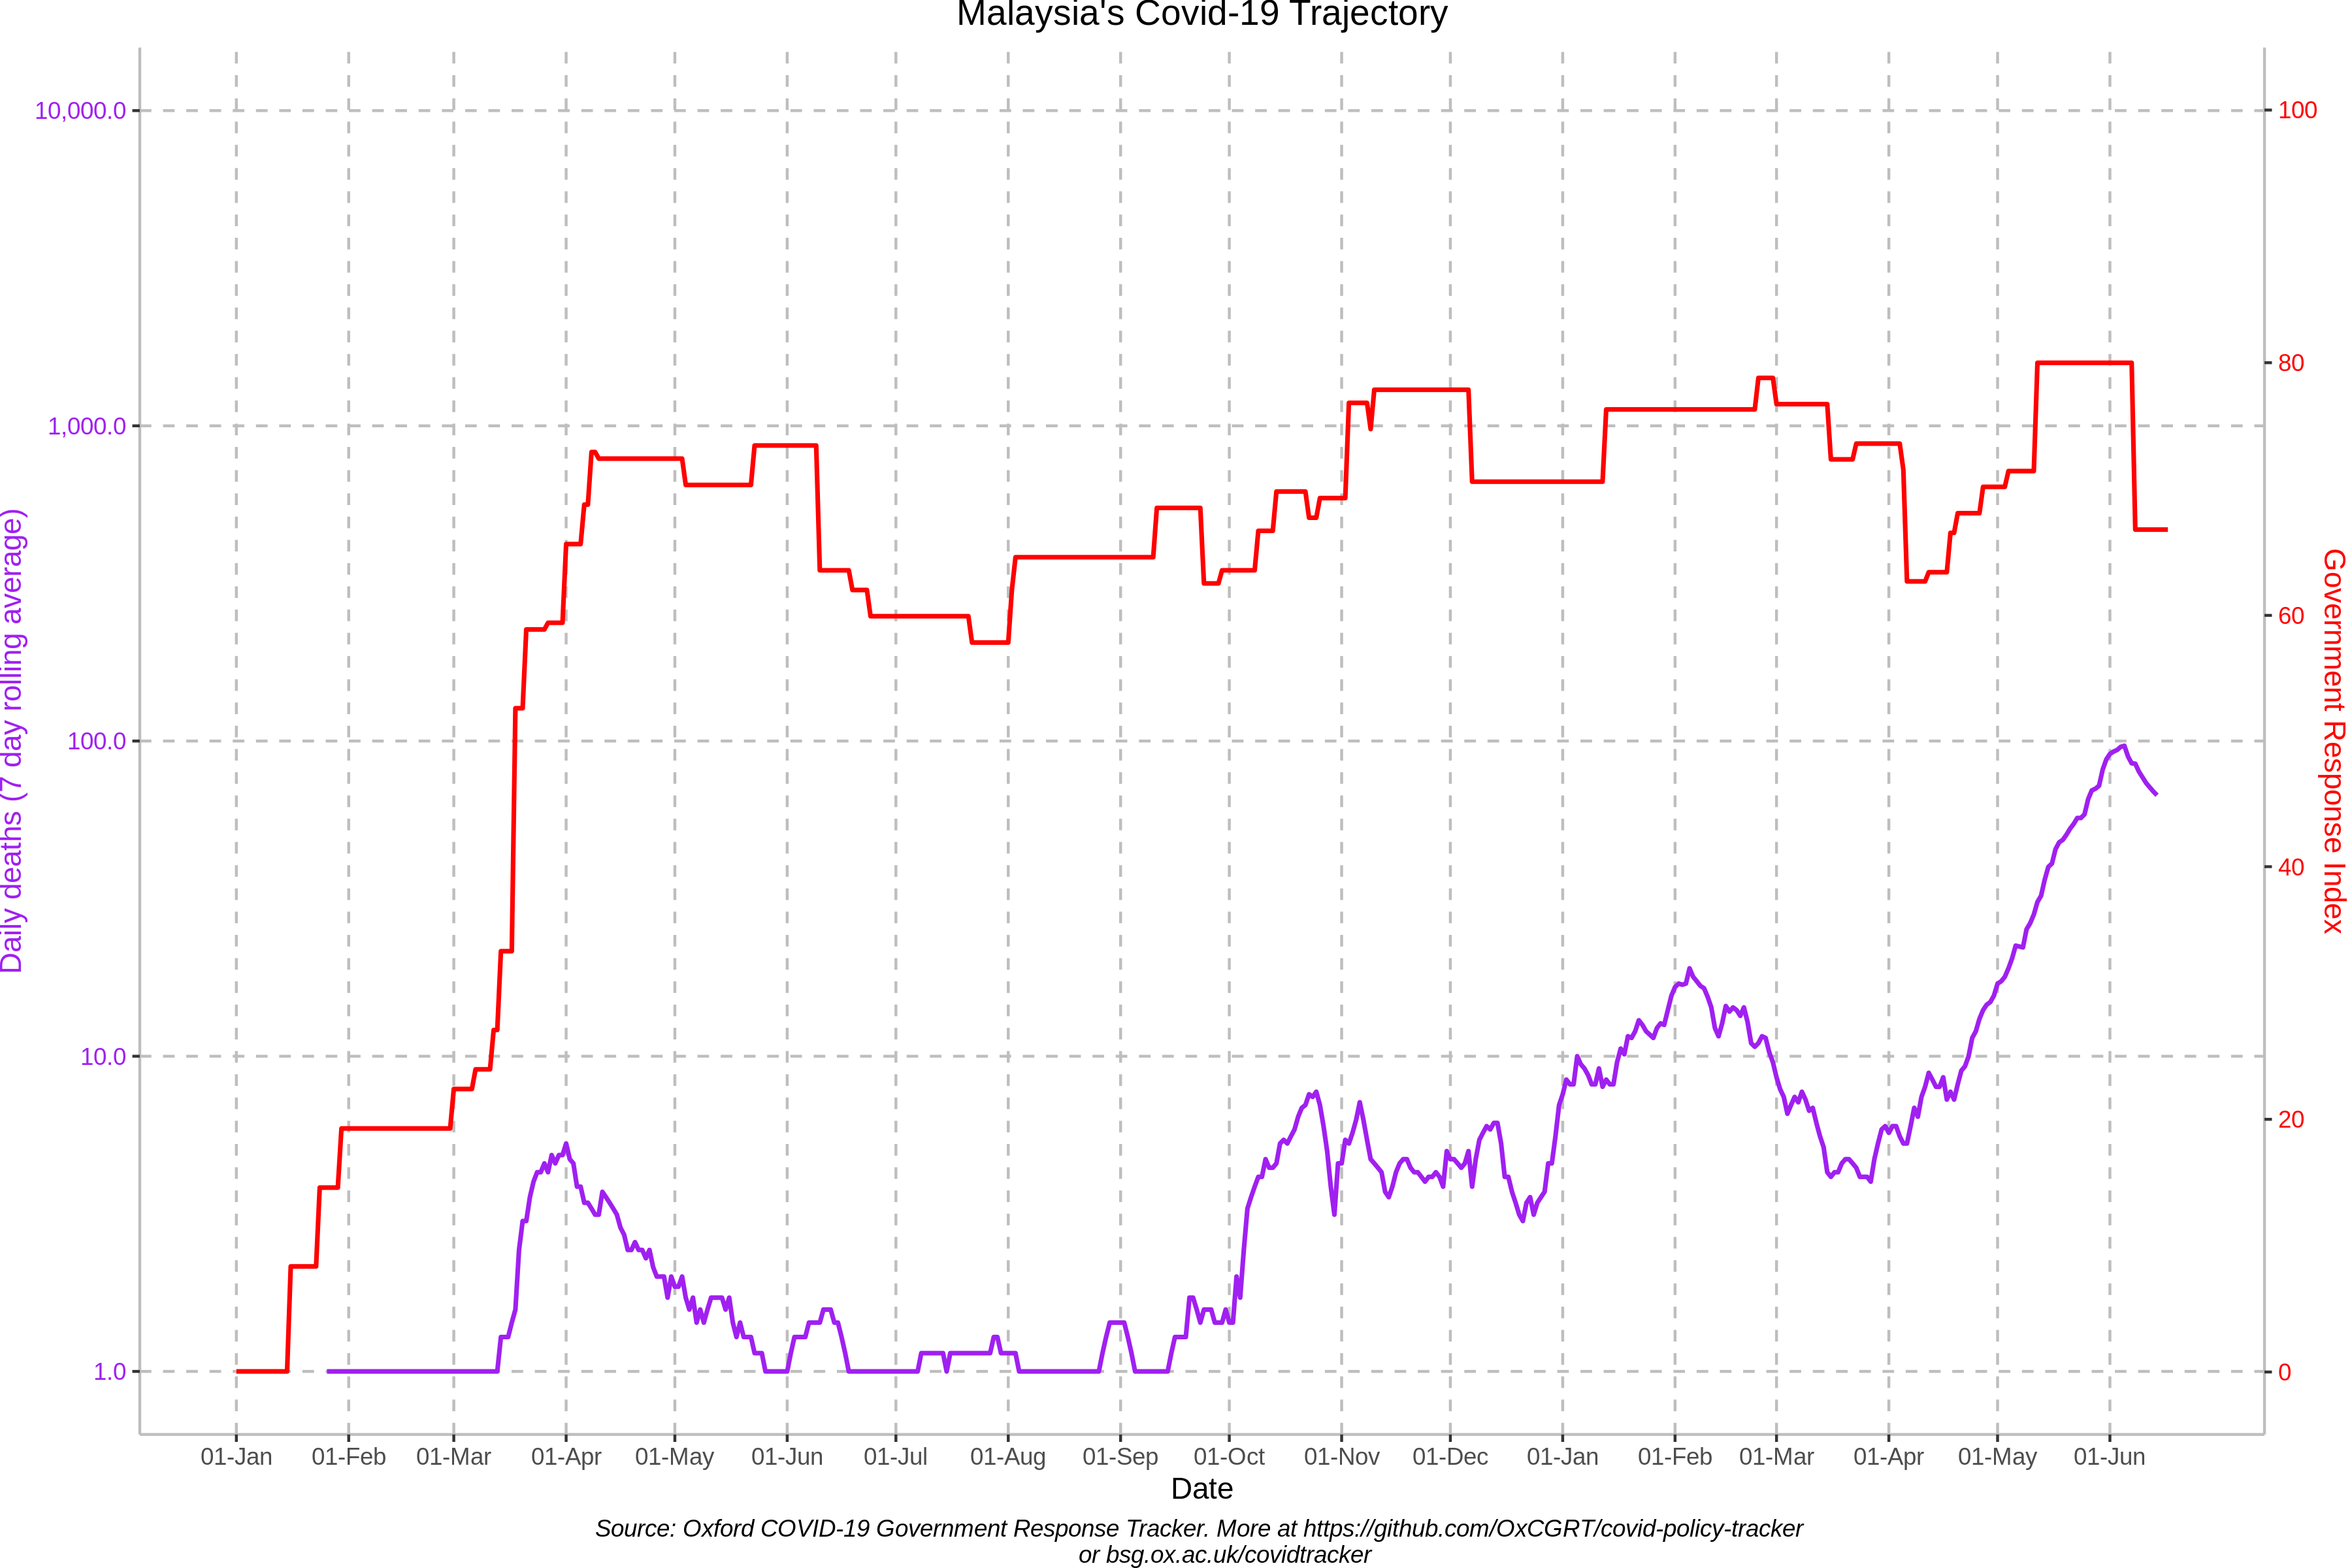 Malaysia's Covid-19 Trajectory
10,000.0
1,000.0
100.0
10.0
1.0
Daily deaths (7 day rolling average)
100
80
60
40
20
0
Government Response Index
01-Jan 01-Feb 01-Mar 01-Apr 01-May 01-Jun 01-Jul 01-Aug 01-Sep 01-Oct 01-Nov 01-Dec 01-Jan 01-Feb 01-Mar 01-Apr 01-May 01-Jun
Date
Source: Oxford COVID-19 Government Response Tracker. More at https://github.com/OxCGRT/covid-policy-tracker
or bsg.ox.ac.uk/covidtracker